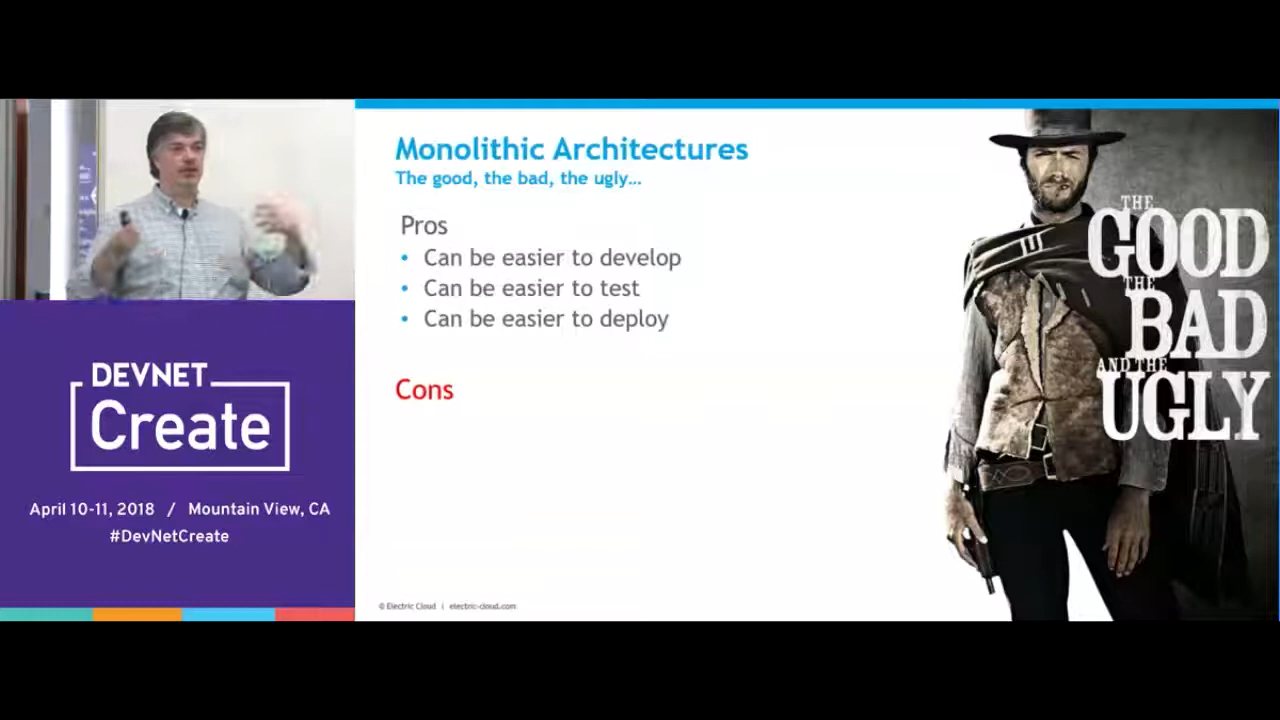 Monolithic Architectures
The good, the bad, the ugly…
Pros
• Can be easier to develop
• Can be easier to test
• Can be easier to deploy
Cons
THE
GOOD
THE
BAD
AND THE
UGLY
DEVNET
Create
April 10-11, 2018 / Mountain View, CA
#DevNetCreate
© Electric Cloud | electric-cloud.com